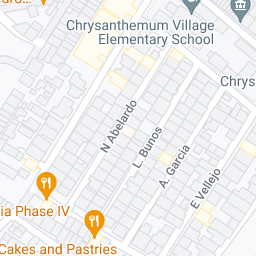 Chrysanthemum Village
Elementary School
Chrys
N Abelardo
L. Bunos
A. Garcia
E Vellejo
ia Phase IV
Cakes and Pastries